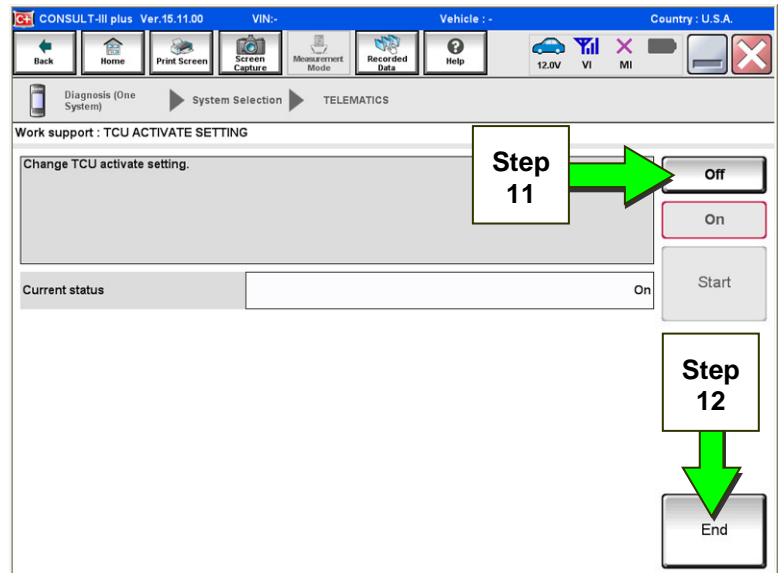 C+ CONSULT-III plus Ver.15.11.00 VIN:- Vehicle : - Country : U.S.A.
Back Home Print Screen Screen Capture Measurement Mode Recorded Data Help 12.0V VI MI
Diagnosis (One System) System Selection TELEMATICS
Work support : TCU ACTIVATE SETTING
Change TCU activate setting.
Step 11
Off
On
Current status On
Start
Step 12
End